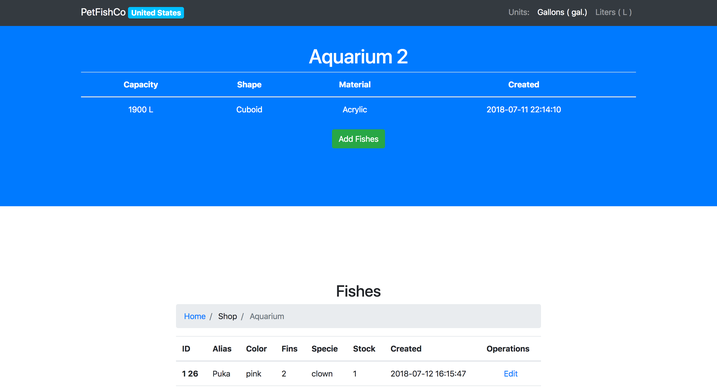 PetFishCo United States Units: Gallons ( gal.) Liters ( L )
Aquarium 2
Capacity Shape Material Created
1900 L Cuboid Acrylic 2018-07-11 22:14:10
Add Fishes
Fishes
Home / Shop / Aquarium
ID Alias Color Fins Specie Stock Created Operations
1 26 Puka pink 2 clown 1 2018-07-12 16:15:47 Edit